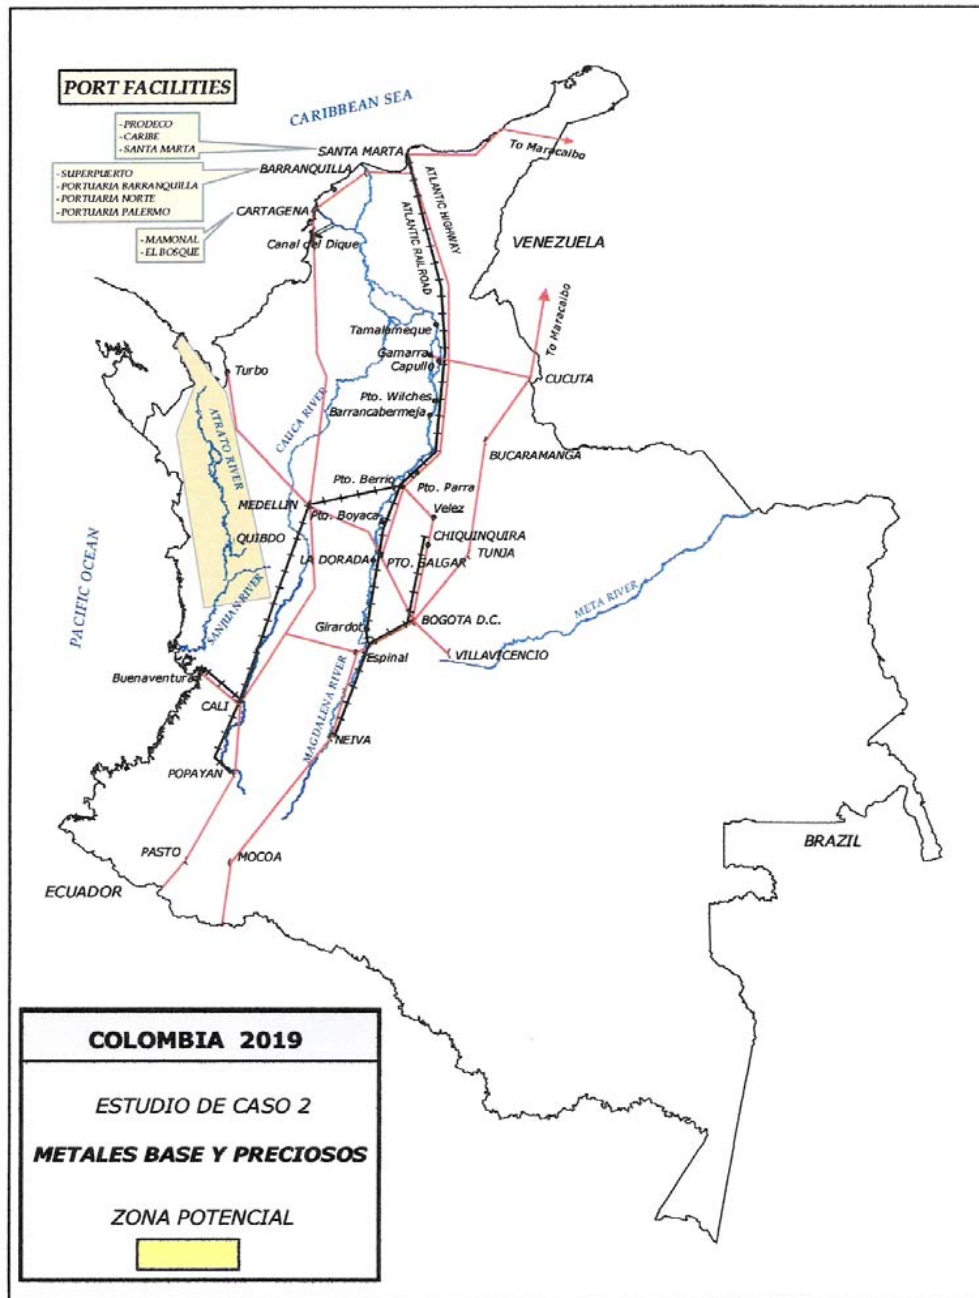 PORT FACILITIES
CARIBBEAN SEA
- PRODECO
- CARIBE
- SANTA MARTA
SANTA MARTA
To Maracaibo
- SUPERPUERTO
- PORTUARIA BARRANQUILLA
- PORTUARIA NORTE
- PORTUARIA PALERMO
BARRANQUILLA
CARTAGENA
ATLANTIC HIGHWAY
ATLANTIC RAILROAD
- MAMONAL
- EL BOSQUE
Canal del Dique
VENEZUELA
To Maracaibo
Tamalameque
Gamarra
Capullo
Turbo
CUCUTA
Pto. Wilches
Barrancabermeja
ATRATO RIVER
CAUCA RIVER
BUCARAMANGA
Pto. Berrio
Pto. Parra
MEDELLIN
Pto. Boyaca
Velez
QUIBDO
CHIQUINQUIRA
TUNJA
LA DORADA
PTO. SALGAR
PACIFIC OCEAN
SANJUAN RIVER
META RIVER
Girardot
BOGOTA D.C.
Espinal
VILLAVICENCIO
Buenaventura
CALI
MAGDALENA RIVER
NEIVA
POPAYAN
PASTO
MOCOA
BRAZIL
ECUADOR
COLOMBIA 2019
ESTUDIO DE CASO 2
METALES BASE Y PRECIOSOS
ZONA POTENCIAL